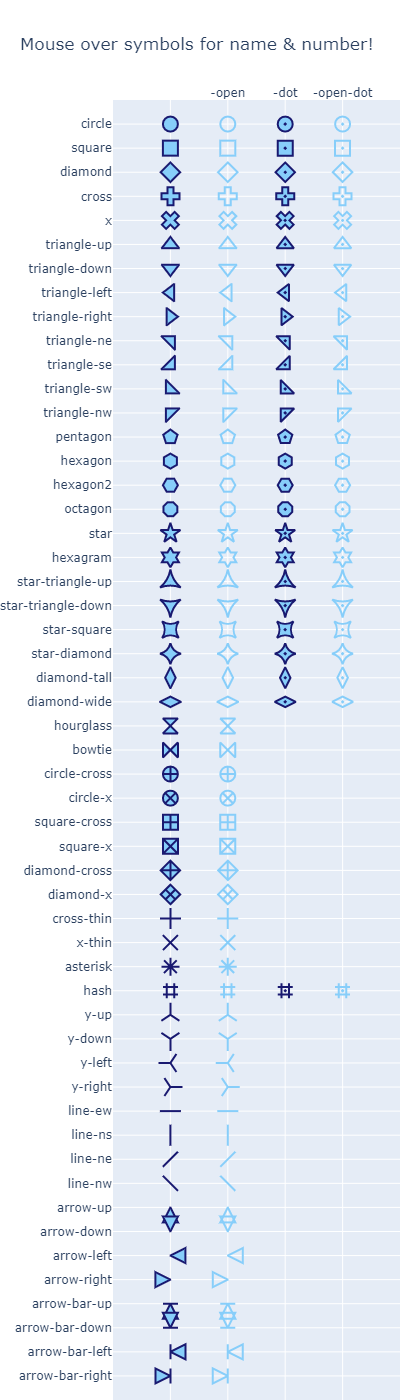 Mouse over symbols for name & number!
-open -dot -open-dot
circle
square
diamond
cross
x
triangle-up
triangle-down
triangle-left
triangle-right
triangle-ne
triangle-se
triangle-sw
triangle-nw
pentagon
hexagon
hexagon2
octagon
star
hexagram
star-triangle-up
star-triangle-down
star-square
star-diamond
diamond-tall
diamond-wide
hourglass
bowtie
circle-cross
circle-x
square-cross
square-x
diamond-cross
diamond-x
cross-thin
x-thin
asterisk
hash
y-up
y-down
y-left
y-right
line-ew
line-ns
line-ne
line-nw
arrow-up
arrow-down
arrow-left
arrow-right
arrow-bar-up
arrow-bar-down
arrow-bar-left
arrow-bar-right